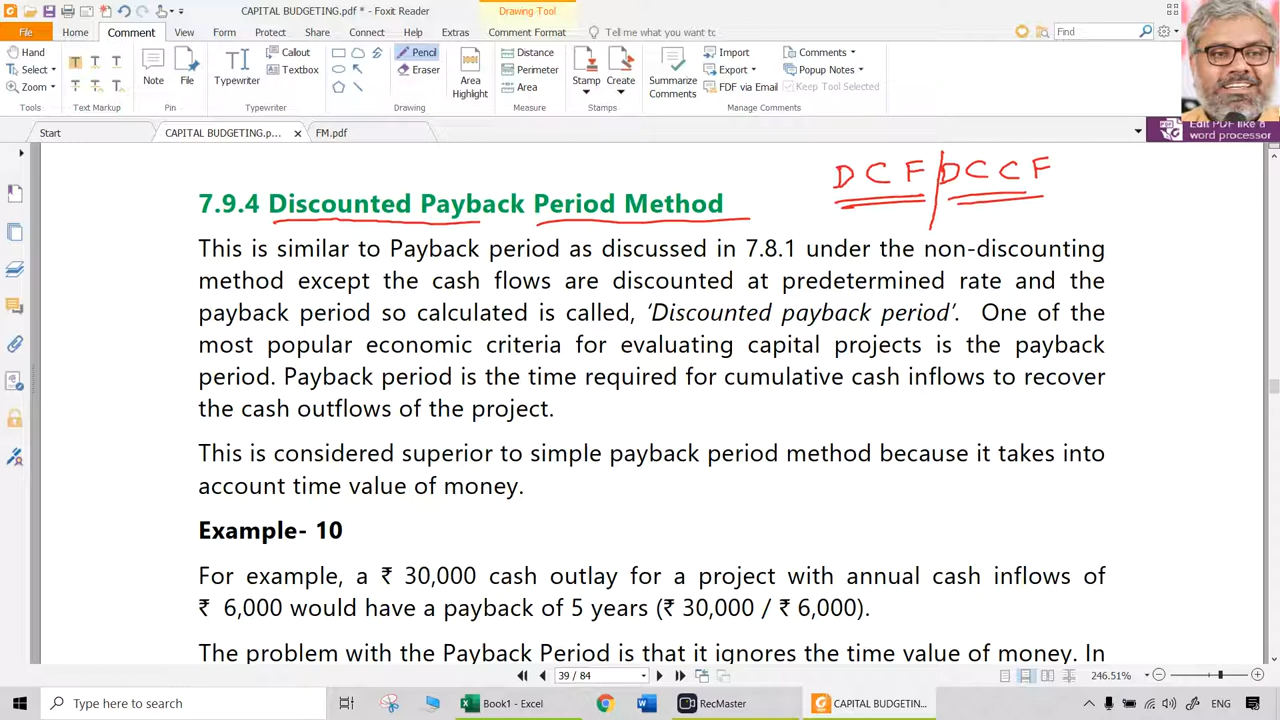 CAPITAL BUDGETING.pdf * - Foxit Reader
Drawing Tool
File Home Comment View Form Protect Share Connect Help Extras Comment Format Tell me what you want tc Find
Hand
Select
Zoom
Tools
Text Markup
Note
File
Pin
Typewriter
Callout
Textbox
Typewriter
Pencil
Eraser
Drawing
Area
Highlight
Distance
Perimeter
Area
Measure
Stamp
Create
Stamps
Summarize
Comments
Import
Export
FDF via Email
Comments
Popup Notes
Keep Tool Selected
Manage Comments
Start CAPITAL BUDGETING.p... FM.pdf
Edit PDF like a
word processor
DCF/DCCF
7.9.4 Discounted Payback Period Method
This is similar to Payback period as discussed in 7.8.1 under the non-discounting
method except the cash flows are discounted at predetermined rate and the
payback period so calculated is called, ‘Discounted payback period’. One of the
most popular economic criteria for evaluating capital projects is the payback
period. Payback period is the time required for cumulative cash inflows to recover
the cash outflows of the project.
This is considered superior to simple payback period method because it takes into
account time value of money.
Example- 10
For example, a ₹ 30,000 cash outlay for a project with annual cash inflows of
₹ 6,000 would have a payback of 5 years (₹ 30,000 / ₹ 6,000).
The problem with the Payback Period is that it ignores the time value of money. In
39 / 84
246.51%
Type here to search
Book1 - Excel
RecMaster
CAPITAL BUDGETIN...
ENG